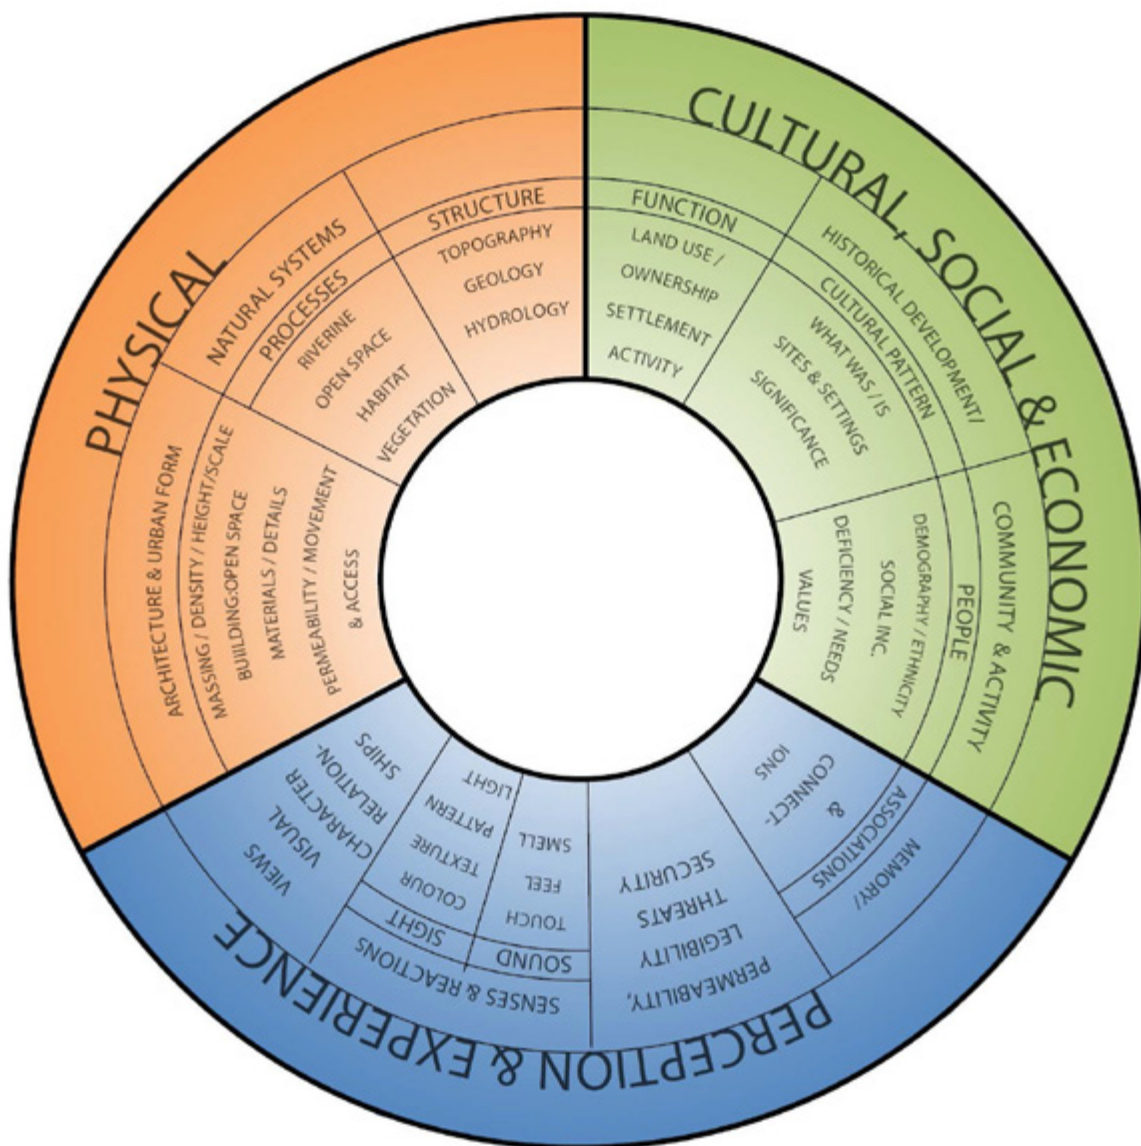 PHYSICAL
NATURAL SYSTEMS
STRUCTURE
TOPOGRAPHY
GEOLOGY
HYDROLOGY
PROCESSES
RIVERINE
OPEN SPACE
HABITAT
VEGETATION
ARCHITECTURE & URBAN FORM
MASSING / DENSITY / HEIGHT/SCALE
BUILDING:OPEN SPACE
MATERIALS / DETAILS
PERMEABILITY / MOVEMENT
& ACCESS
CULTURAL, SOCIAL & ECONOMIC
FUNCTION
LAND USE /
OWNERSHIP
SETTLEMENT
ACTIVITY
HISTORICAL DEVELOPMENT/
CULTURAL PATTERN
WHAT WAS / IS
SITES & SETTINGS
SIGNIFICANCE
COMMUNITY & ACTIVITY
PEOPLE
DEMOGRAPHY / ETHNICITY
SOCIAL INC.
DEFICIENCY / NEEDS
VALUES
PERCEPTION & EXPERIENCE
MEMORY/
ASSOCIATIONS
&
CONNECT-
IONS
PERMEABILITY,
LEGIBILITY
THREATS
SECURITY
SENSES & REACTIONS
SOUND
TOUCH
FEEL
SMELL
SIGHT
COLOUR
TEXTURE
PATTERN
LIGHT
VIEWS
VISUAL
CHARACTER
RELATION-
SHIPS